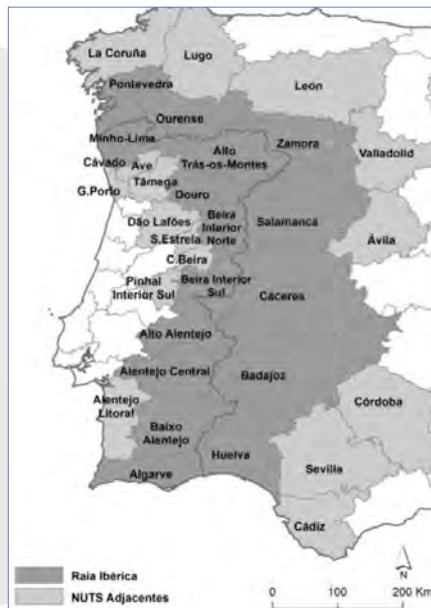 La Coruña
Lugo
León
Pontevedra
Ourense
Minho-Lima
Alto
Trás-os-Montes
Zamora
Cávado
Ave
Valladolid
Tâmega
G.Porto
Douro
Dão Lafões
Beira
Interior
Norte
S.Estrela
Salamanca
Ávila
C.Beira
Pinhal
Interior Sul
Beira Interior
Sul
Cáceres
Alto Alentejo
Alentejo Central
Badajoz
Alentejo
Litoral
Córdoba
Baixo
Alentejo
Huelva
Sevilla
Algarve
Cádiz
Raia Ibérica
NUTS Adjacentes
N
0 100 200 Km